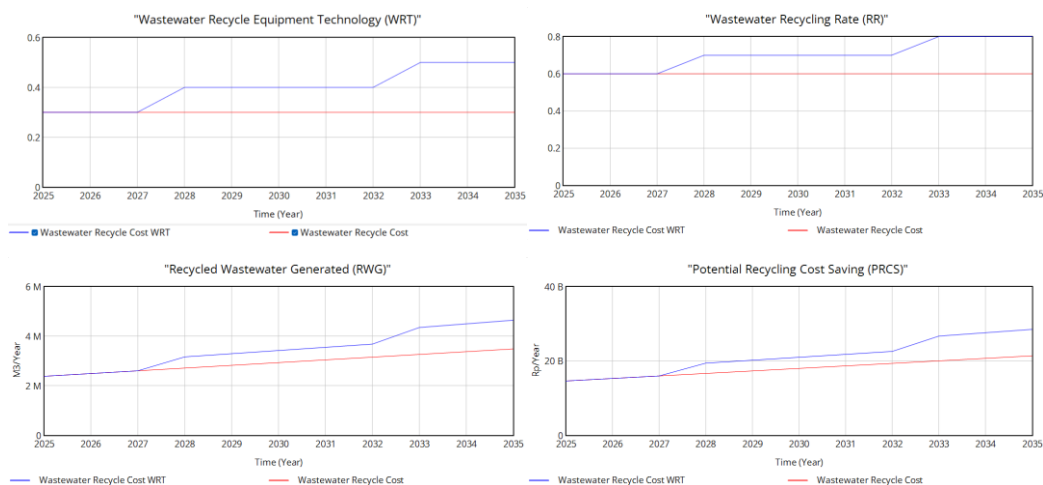 "Wastewater Recycle Equipment Technology (WRT)"
0.6
0.4
0.2
0
2025 2026 2027 2028 2029 2030 2031 2032 2033 2034 2035
Time (Year)
Wastewater Recycle Cost WRT Wastewater Recycle Cost
"Wastewater Recycling Rate (RR)"
0.8
0.6
0.4
0.2
0
2025 2026 2027 2028 2029 2030 2031 2032 2033 2034 2035
Time (Year)
Wastewater Recycle Cost WRT Wastewater Recycle Cost
"Recycled Wastewater Generated (RWG)"
6 M
4 M
2 M
0
M3/Year
2025 2026 2027 2028 2029 2030 2031 2032 2033 2034 2035
Time (Year)
Wastewater Recycle Cost WRT Wastewater Recycle Cost
"Potential Recycling Cost Saving (PRCS)"
40 B
20 B
0
Rp/Year
2025 2026 2027 2028 2029 2030 2031 2032 2033 2034 2035
Time (Year)
Wastewater Recycle Cost WRT Wastewater Recycle Cost